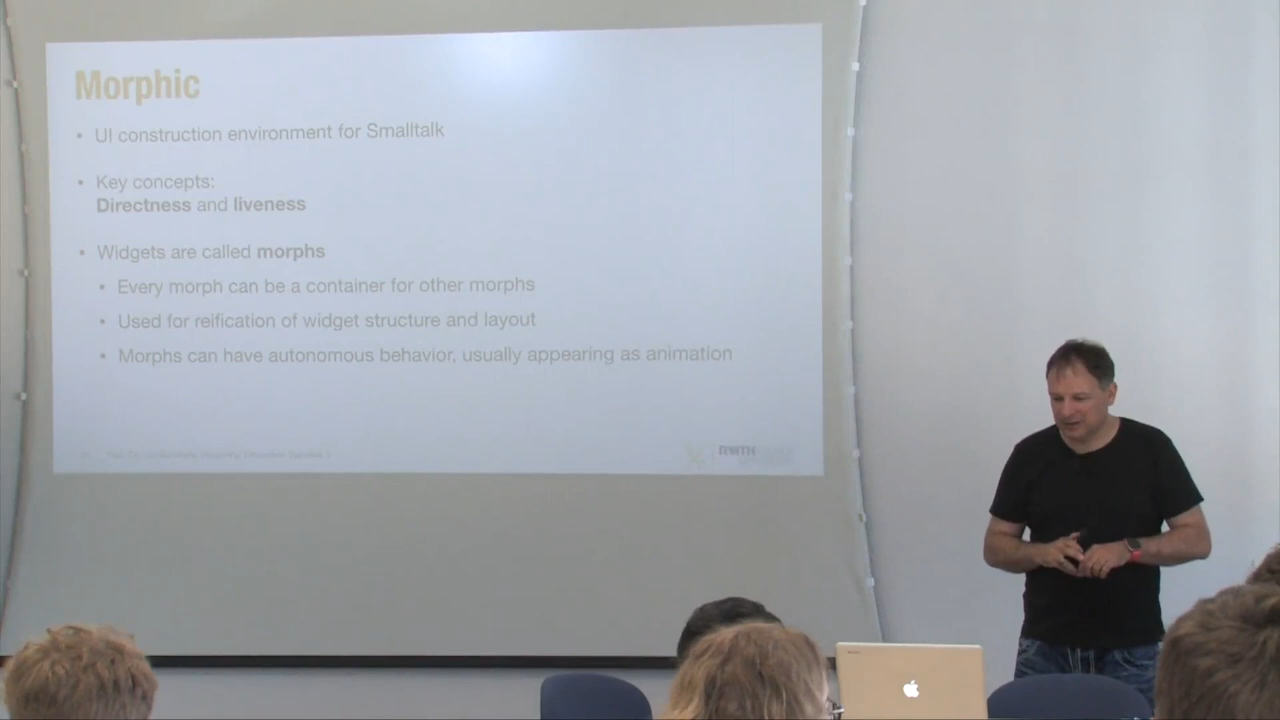 Morphic
• UI construction environment for Smalltalk
• Key concepts:
Directness and liveness
• Widgets are called morphs
• Every morph can be a container for other morphs
• Used for reification of widget structure and layout
• Morphs can have autonomous behavior, usually appearing as animation
RWTH